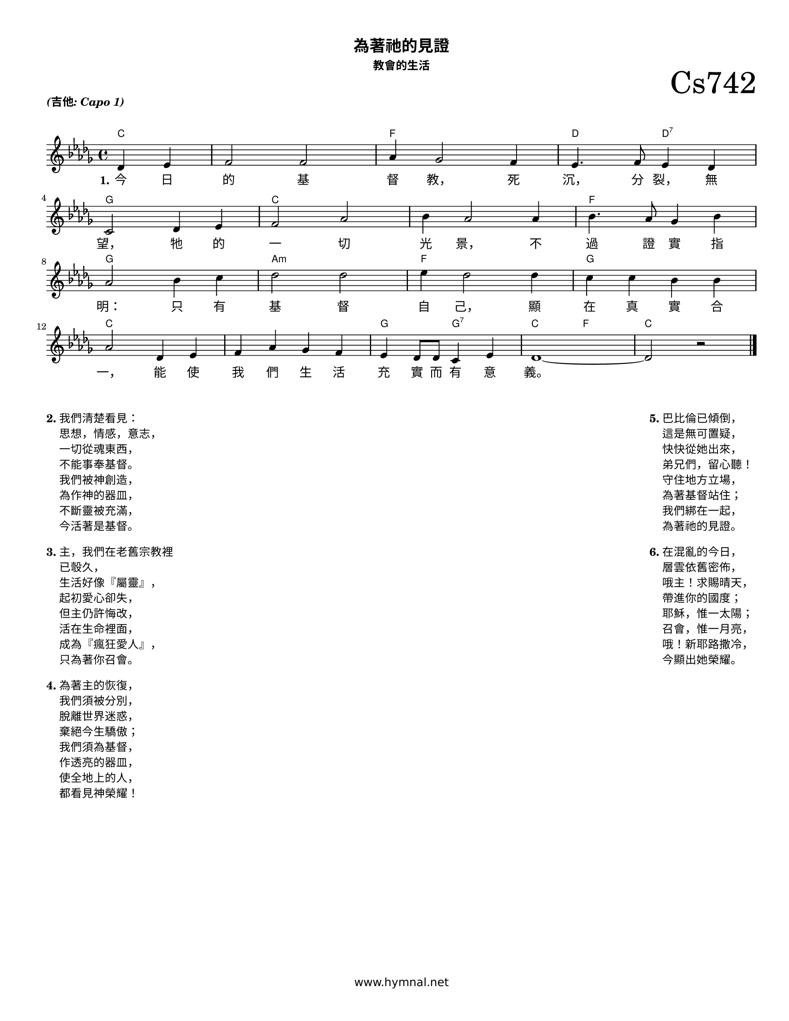 為著祂的見證
教會的生活
Cs742
(吉他: Capo 1)
C F D D7
1. 今 日 的 基 督 教， 死 沉， 分 裂， 無
4 G C F
望， 牠 的 一 切 光 景， 不 過 證 實 指
8 G Am F G
明： 只 有 基 督 自 己， 顯 在 真 實 合
12 C G G7 C F C
一， 能 使 我 們 生 活 充 實 而 有 意 義。
2. 我們清楚看見：
思想，情感，意志，
一切從魂東西，
不能事奉基督。
我們被神創造，
為作神的器皿，
不斷靈被充滿，
今活著是基督。
3. 主，我們在老舊宗教裡
已彀久，
生活好像『屬靈』，
起初愛心卻失，
但主仍許悔改，
活在生命裡面，
成為『瘋狂愛人』，
只為著你召會。
4. 為著主的恢復，
我們須被分別，
脫離世界迷惑，
棄絕今生驕傲；
我們須為基督，
作透亮的器皿，
使全地上的人，
都看見神榮耀！
5. 巴比倫已傾倒，
這是無可置疑，
快快從她出來，
弟兄們，留心聽！
守住地方立場，
為著基督站住；
我們綁在一起，
為著祂的見證。
6. 在混亂的今日，
層雲依舊密佈，
哦主！求賜晴天，
帶進你的國度；
耶穌，惟一太陽；
召會，惟一月亮，
哦！新耶路撒冷，
今顯出她榮耀。
www.hymnal.net